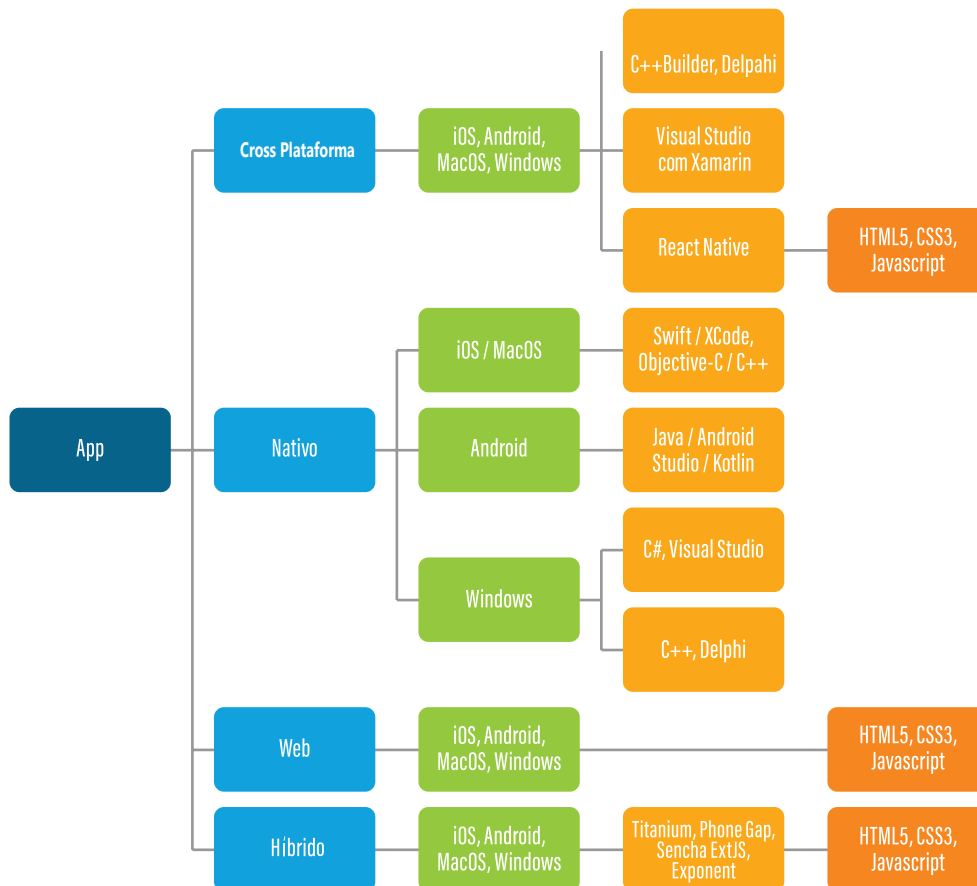 C++Builder, Delpahi
Cross Plataforma
iOS, Android,
MacOS, Windows
Visual Studio
com Xamarin
React Native
HTML5, CSS3,
Javascript
iOS / MacOS
Swift / XCode,
Objective-C / C++
App
Nativo
Android
Java / Android
Studio / Kotlin
C#, Visual Studio
Windows
C++, Delphi
Web
iOS, Android,
MacOS, Windows
HTML5, CSS3,
Javascript
Híbrido
iOS, Android,
MacOS, Windows
Titanium, Phone Gap,
Sencha ExtJS,
Exponent
HTML5, CSS3,
Javascript